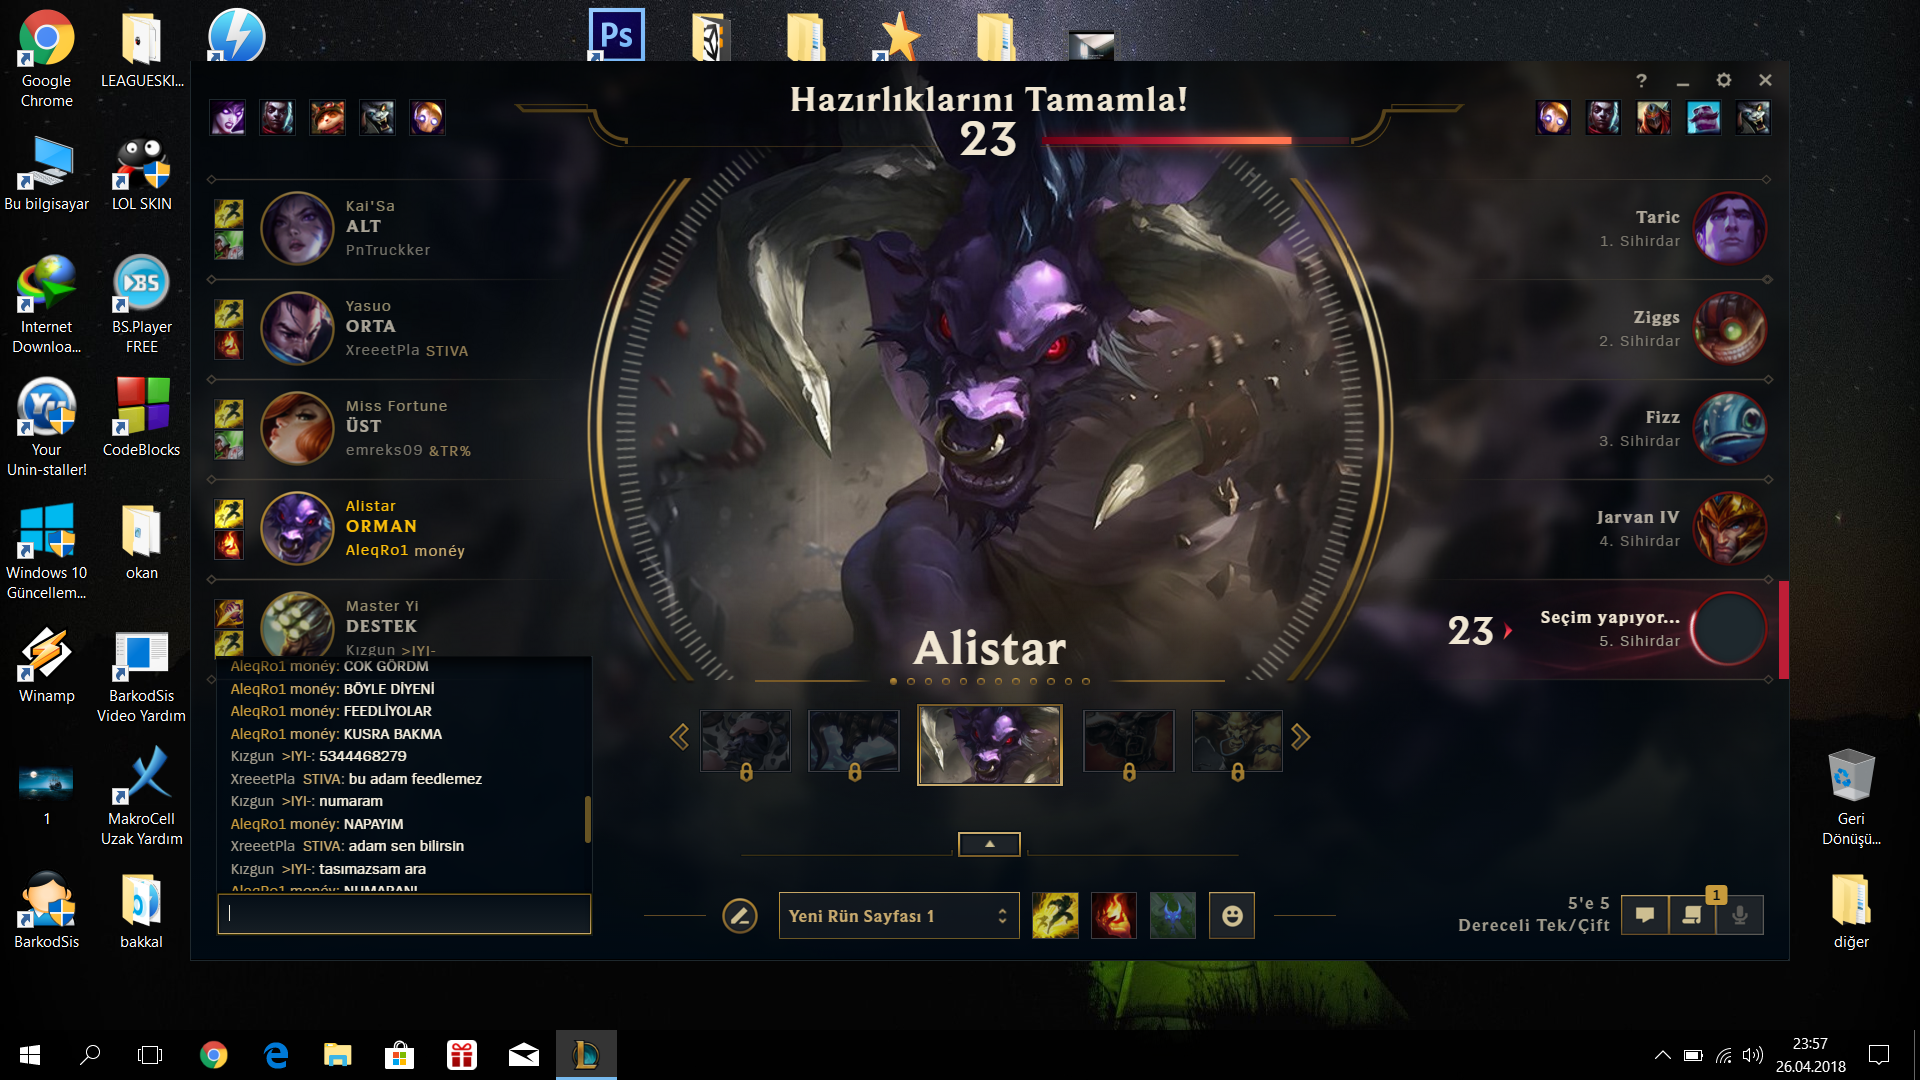 Google
Chrome
LEAGUESKİ...
Ps
Bu bilgisayar
LOL SKIN
Internet
Downloa...
BS.Player
FREE
Your
Unin-staller!
CodeBlocks
Windows 10
Güncellem...
okan
Winamp
BarkodSis
Video Yardım
1
MakroCell
Uzak Yardım
BarkodSis
bakkal
Geri
Dönüşü...
diğer
?
Hazırlıklarını Tamamla!
23
Kai'Sa
ALT
PnTruckker
Yasuo
ORTA
XreeetPla STIVA
Miss Fortune
ÜST
emreks09 &TR%
Alistar
ORMAN
AleqRo1 monéy
Master Yi
DESTEK
Kızgun >IYI-
Taric
1. Sihirdar
Ziggs
2. Sihirdar
Fizz
3. Sihirdar
Jarvan IV
4. Sihirdar
23
Seçim yapıyor...
5. Sihirdar
Alistar
AleqRo1 monéy: COK GÖRDM
AleqRo1 monéy: BÖYLE DİYENİ
AleqRo1 monéy: FEEDLİYOLAR
AleqRo1 monéy: KUSRA BAKMA
Kızgun >IYI-: 5344468279
XreeetPla STIVA: bu adam feedlemez
Kızgun >IYI-: numaram
AleqRo1 monéy: NAPAYIM
XreeetPla STIVA: adam sen bilirsin
Kızgun >IYI-: tasımazsam ara
AleqRo1 monéy: NUMARANI
Yeni Rün Sayfası 1
5'e 5
Dereceli Tek/Çift
1
23:57
26.04.2018